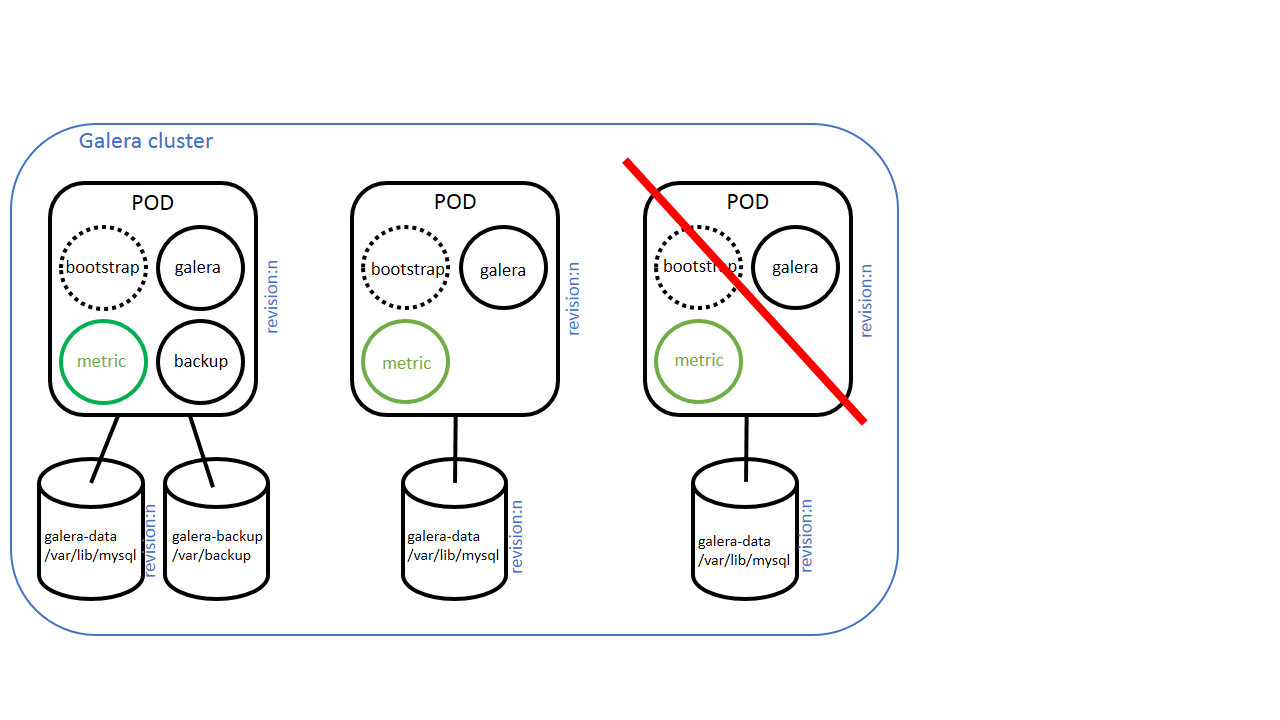 Galera cluster
POD
bootstrap
galera
metric
backup
revision:n
galera-data
/var/lib/mysql
revision:n
galera-backup
/var/backup
POD
bootstrap
galera
metric
revision:n
galera-data
/var/lib/mysql
revision:n
POD
bootstrap
galera
metric
revision:n
galera-data
/var/lib/mysql
revision:n